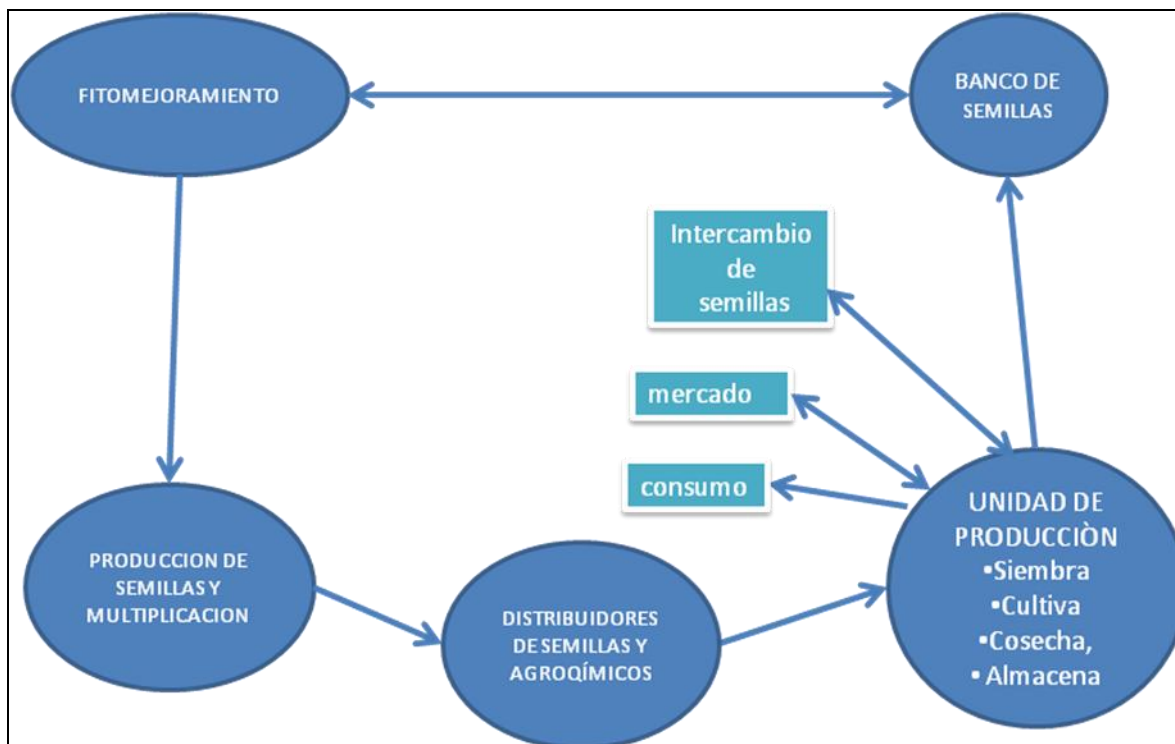 FITOMEJORAMIENTO
BANCO DE
SEMILLAS
Intercambio
de
semillas
mercado
consumo
UNIDAD DE
PRODUCCIÒN
•Siembra
•Cultiva
•Cosecha,
• Almacena
PRODUCCION DE
SEMILLAS Y
MULTIPLICACION
DISTRIBUIDORES
DE SEMILLAS Y
AGROQÍMICOS